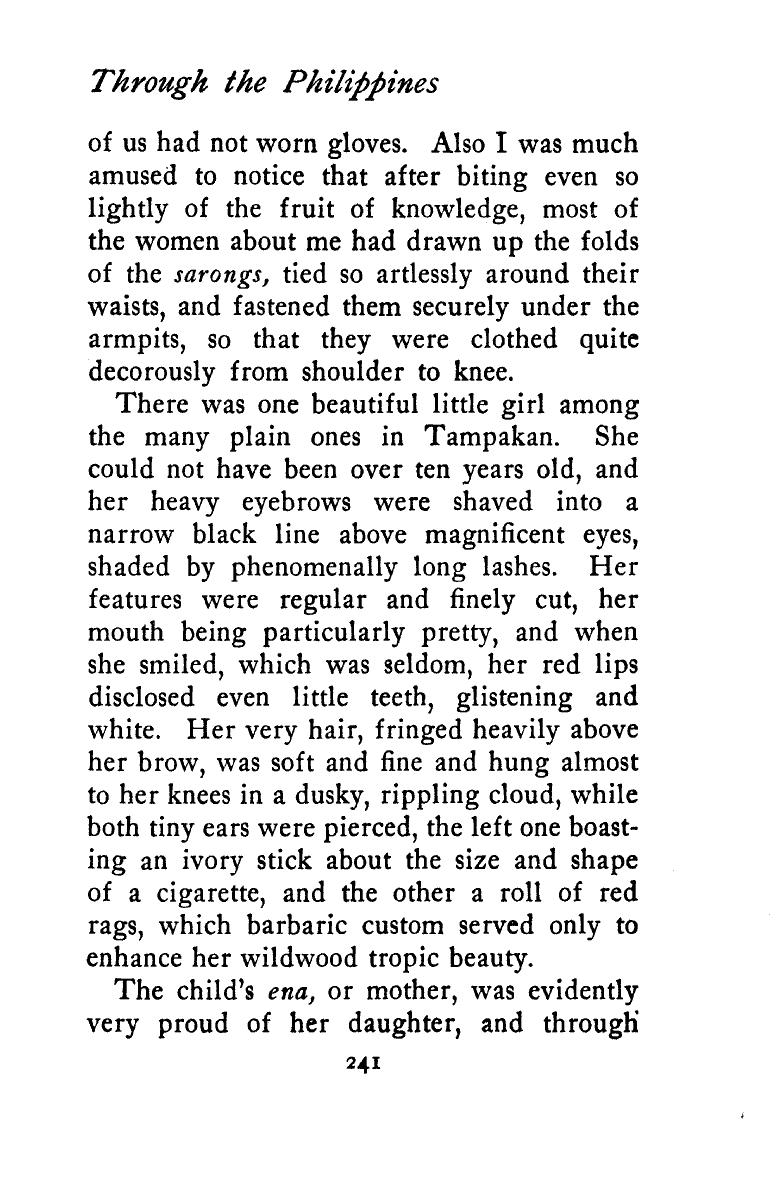 Through the Philippines
of us had not worn gloves. Also I was much
amused to notice that after biting even so
lightly of the fruit of knowledge, most of
the women about me had drawn up the folds
of the sarongs, tied so artlessly around their
waists, and fastened them securely under the
armpits, so that they were clothed quite
decorously from shoulder to knee.
There was one beautiful little girl among
the many plain ones in Tampakan. She
could not have been over ten years old, and
her heavy eyebrows were shaved into a
narrow black line above magnificent eyes,
shaded by phenomenally long lashes. Her
features were regular and finely cut, her
mouth being particularly pretty, and when
she smiled, which was seldom, her red lips
disclosed even little teeth, glistening and
white. Her very hair, fringed heavily above
her brow, was soft and fine and hung almost
to her knees in a dusky, rippling cloud, while
both tiny ears were pierced, the left one boast-
ing an ivory stick about the size and shape
of a cigarette, and the other a roll of red
rags, which barbaric custom served only to
enhance her wildwood tropic beauty.
The child's ena, or mother, was evidently
very proud of her daughter, and through
241